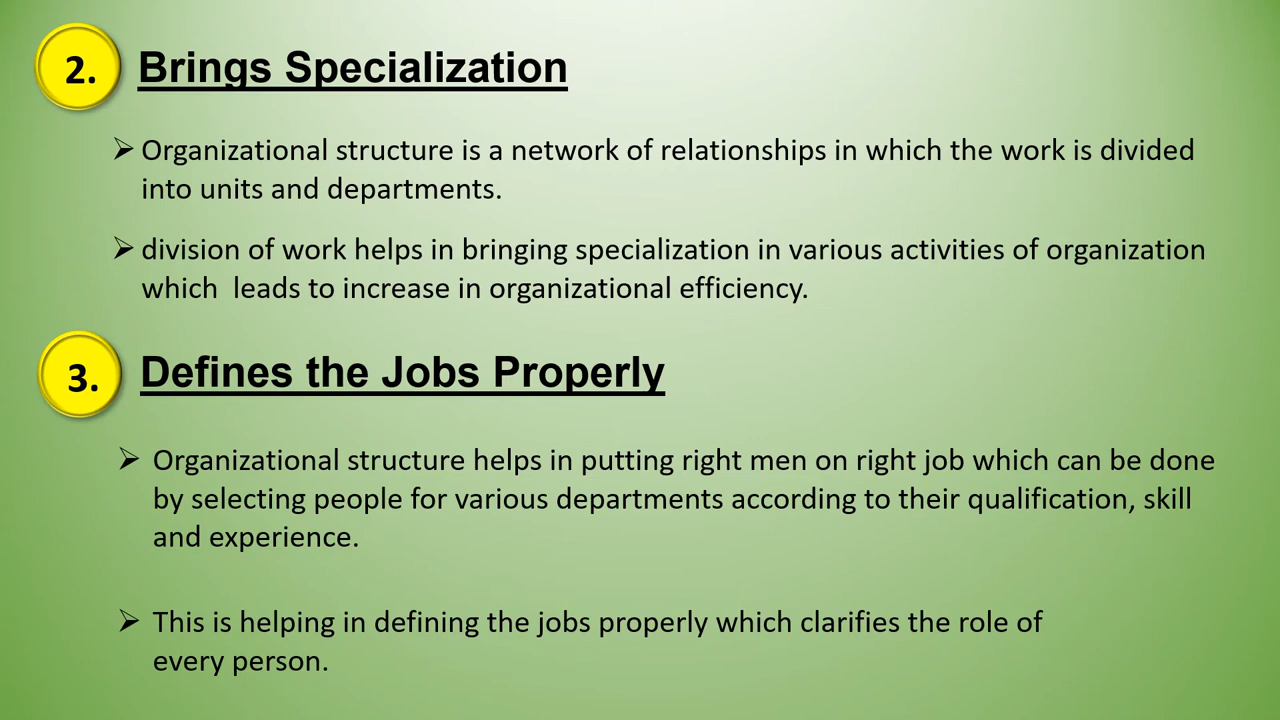 2. Brings Specialization
➢ Organizational structure is a network of relationships in which the work is divided
into units and departments.
➢ division of work helps in bringing specialization in various activities of organization
which  leads to increase in organizational efficiency.
3. Defines the Jobs Properly
➢ Organizational structure helps in putting right men on right job which can be done
by selecting people for various departments according to their qualification, skill
and experience.
➢ This is helping in defining the jobs properly which clarifies the role of
every person.